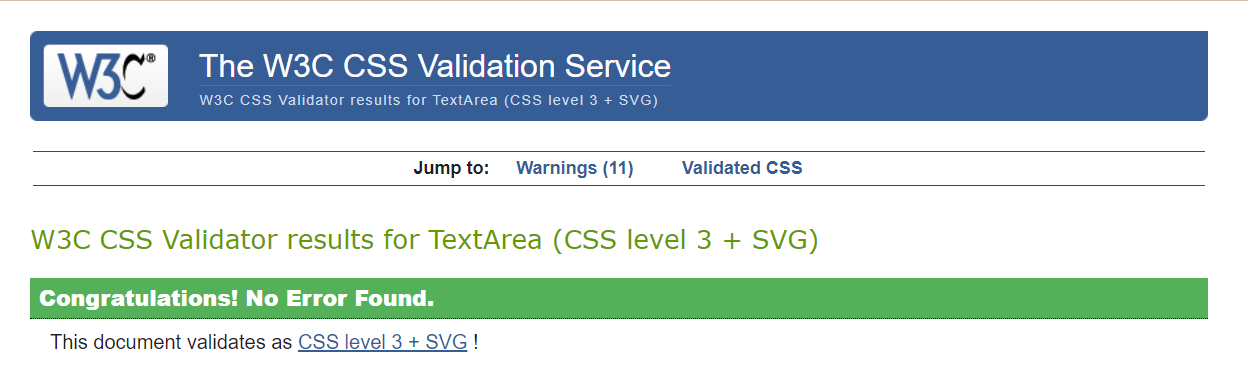 W3C®
The W3C CSS Validation Service
W3C CSS Validator results for TextArea (CSS level 3 + SVG)
Jump to: Warnings (11) Validated CSS
W3C CSS Validator results for TextArea (CSS level 3 + SVG)
Congratulations! No Error Found.
This document validates as CSS level 3 + SVG !